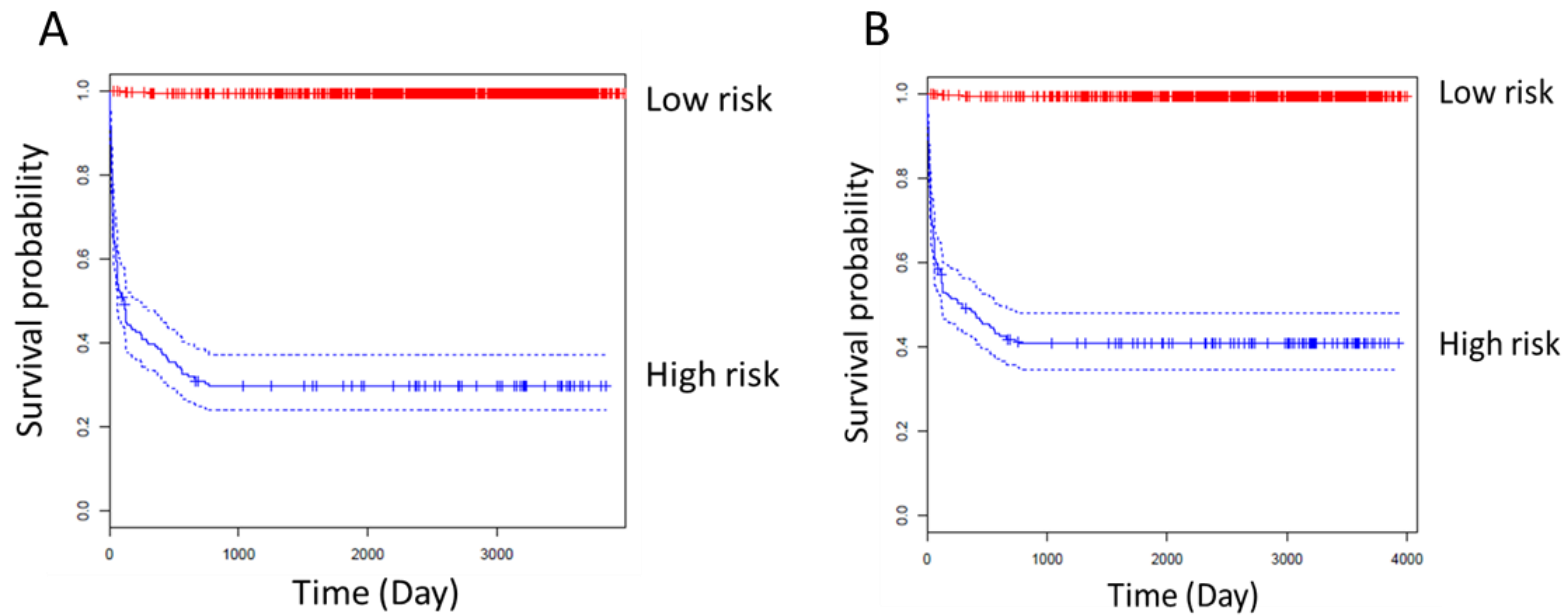 A
B
Survival probability
1.0
0.8
0.6
0.4
0.2
0.0
0
1000
2000
3000
Time (Day)
Low risk
High risk
Survival probability
1.0
0.8
0.6
0.4
0.2
0.0
0
1000
2000
3000
4000
Time (Day)
Low risk
High risk